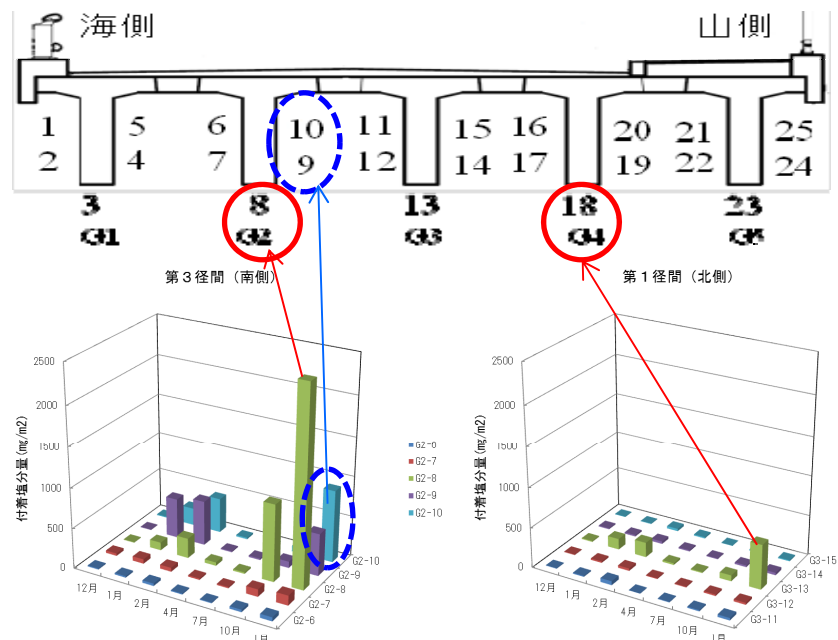 海側
山側
1 5 6 10 11 15 16 20 21 25
2 4 7 9 12 14 17 19 22 24
3 8 13 18 23
G1 G2 G3 G4 G5
第３径間（南側）
第１径間（北側）
付着塩分量(mg/m2)
2500
2000
1500
1000
500
0
12月
1月
2月
4月
7月
10月
1月
G2-6
G2-7
G2-8
G2-9
G2-10
G2-6
G2-7
G2-8
G2-9
G2-10
付着塩分量(mg/m2)
2500
2000
1500
1000
500
0
12月
1月
2月
4月
7月
10月
1月
G3-11
G3-12
G3-13
G3-14
G3-15